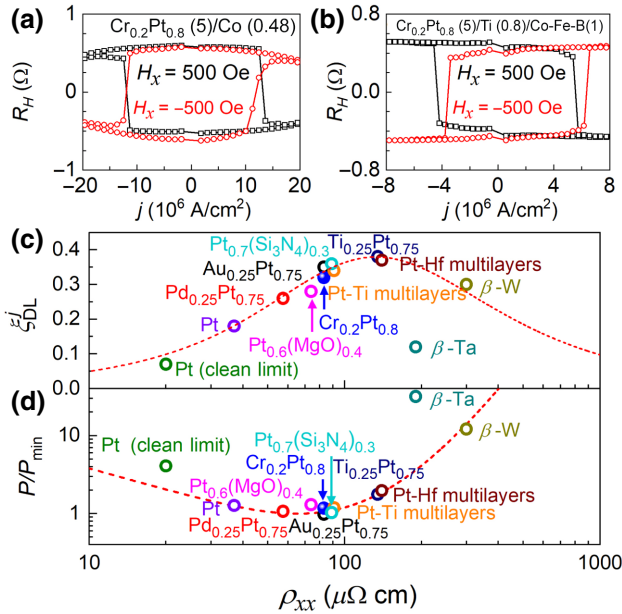 (a)
Cr0.2Pt0.8 (5)/Co (0.48)
Hx = 500 Oe
Hx = −500 Oe
RH (Ω)
1
0
-1
-20 -10 0 10 20
j (10^6 A/cm^2)
(b)
Cr0.2Pt0.8 (5)/Ti (0.8)/Co-Fe-B(1)
Hx = 500 Oe
Hx = −500 Oe
RH (Ω)
0.8
0.0
-0.8
-8 -4 0 4 8
j (10^6 A/cm^2)
(c)
Pt0.7(Si3N4)0.3
Ti0.25Pt0.75
Au0.25Pt0.75
Pt-Hf multilayers
Pd0.25Pt0.75
Pt-Ti multilayers
β-W
Pt
Cr0.2Pt0.8
Pt0.6(MgO)0.4
β-Ta
Pt (clean limit)
ξ^j DL
0.4
0.3
0.2
0.1
0.0
(d)
β-Ta
Pt (clean limit)
Pt0.7(Si3N4)0.3
β-W
Cr0.2Pt0.8
Ti0.25Pt0.75
Pt0.6(MgO)0.4
Pt-Hf multilayers
Pt
Pt-Ti multilayers
Pd0.25Pt0.75
Au0.25Pt0.75
P/Pmin
10
1
10 100 1000
ρxx (μΩ cm)